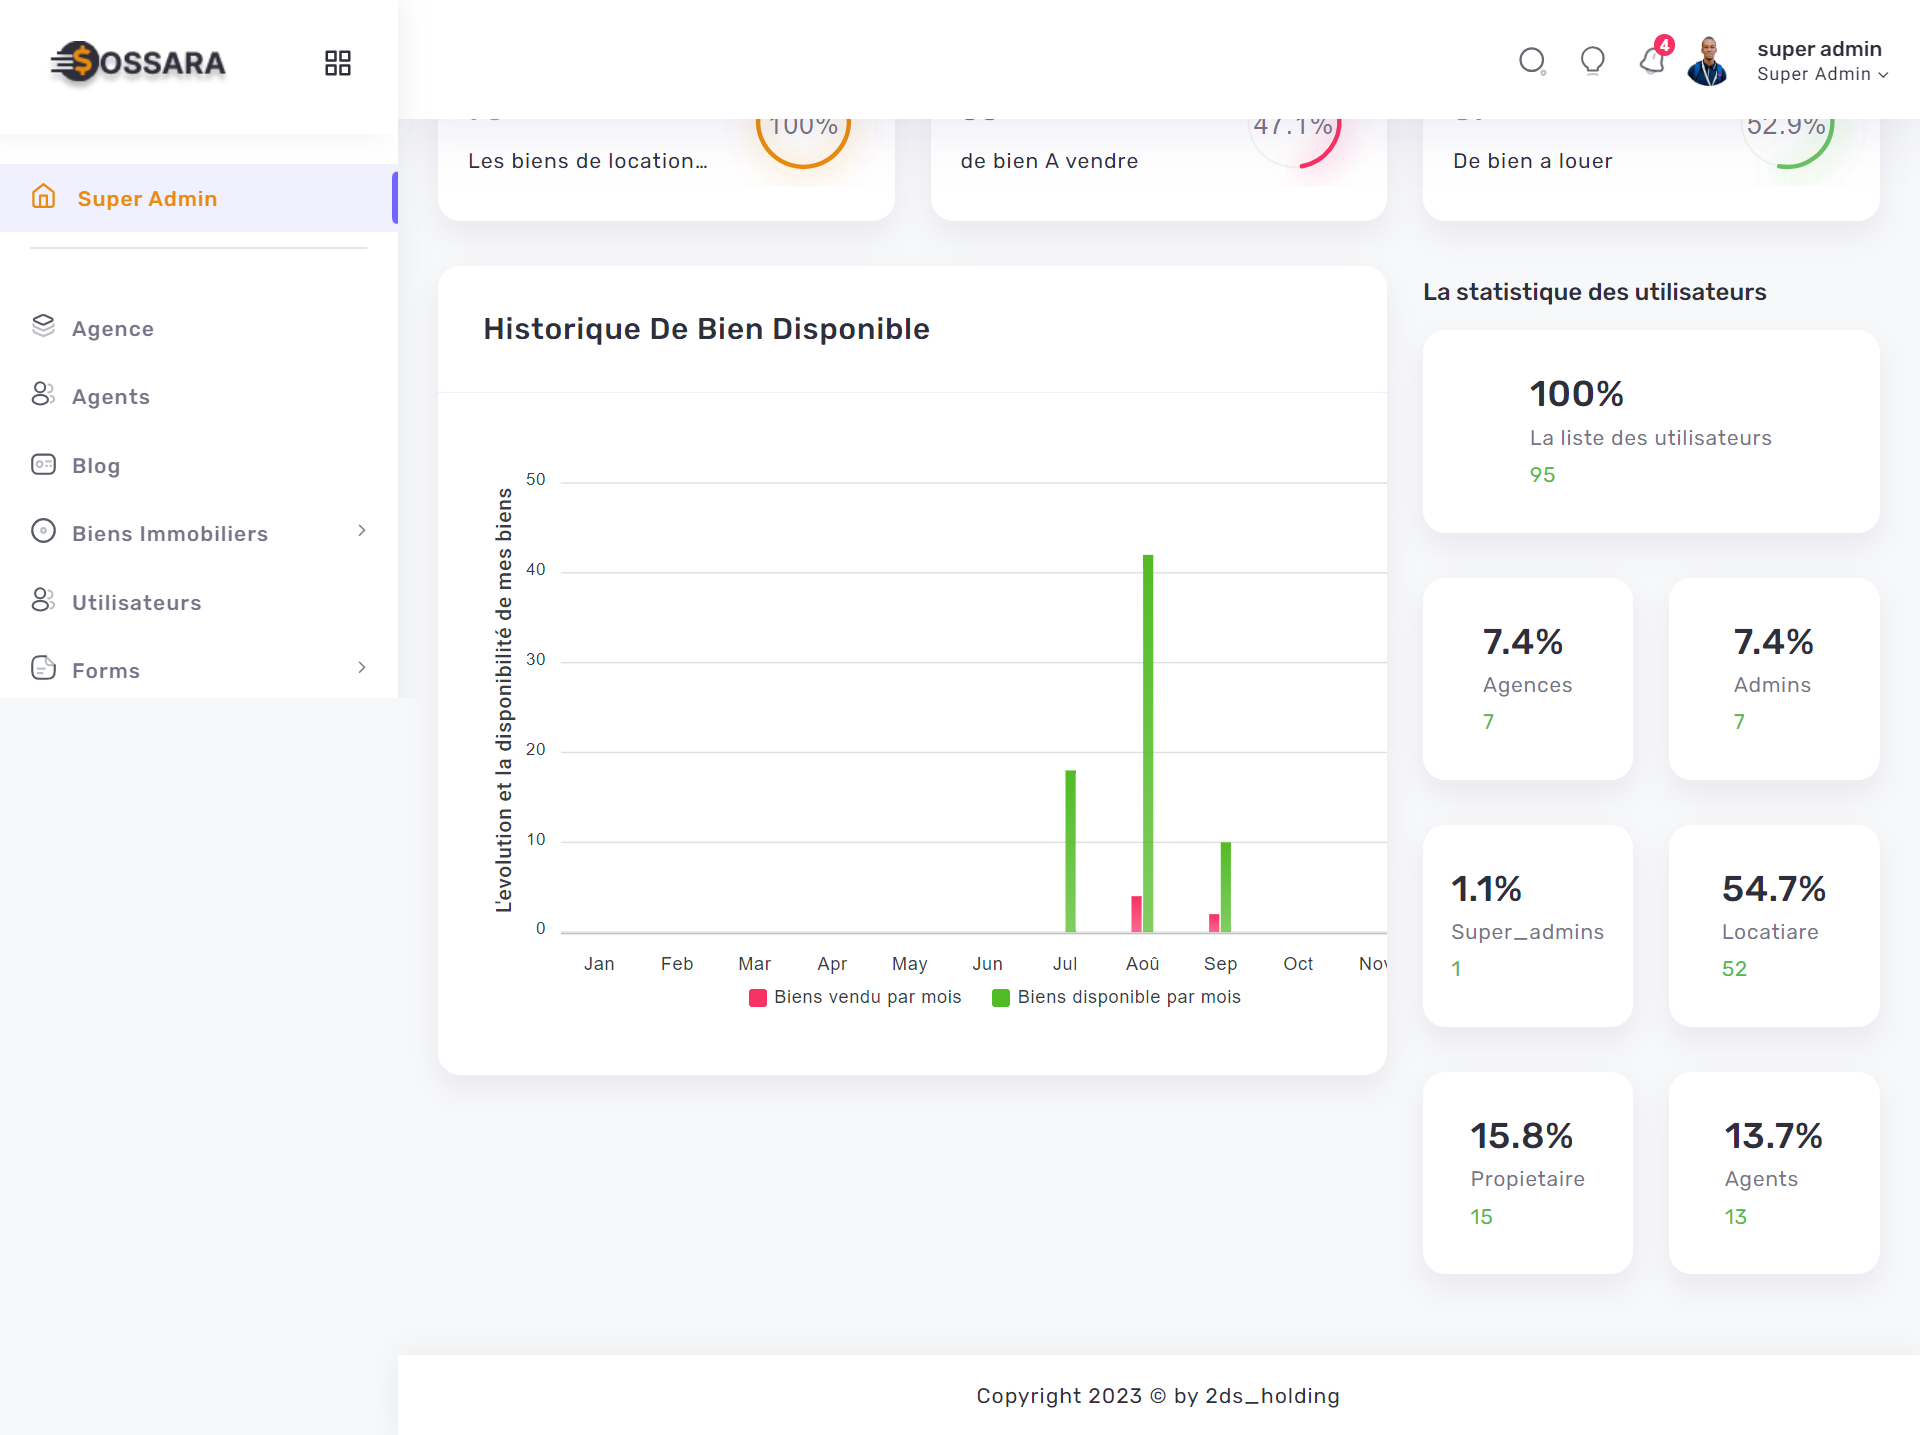 $OSSARA
4
super admin
Super Admin
Super Admin
Agence
Agents
Blog
Biens Immobiliers
Utilisateurs
Forms
100%
Les biens de location...
47.1%
de bien A vendre
52.9%
De bien a louer
Historique De Bien Disponible
L'evolution et la disponibilité de mes biens
50
40
30
20
10
0
Jan Feb Mar Apr May Jun Jul Aoû Sep Oct Nov
Biens vendu par mois Biens disponible par mois
La statistique des utilisateurs
100%
La liste des utilisateurs
95
7.4%
Agences
7
7.4%
Admins
7
1.1%
Super_admins
1
54.7%
Locatiare
52
15.8%
Propietaire
15
13.7%
Agents
13
Copyright 2023 © by 2ds_holding